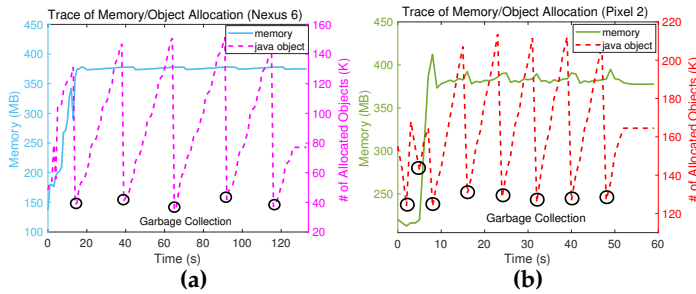 Trace of Memory/Object Allocation (Nexus 6)
memory
java object
Memory (MB)
450
400
350
300
250
200
150
100
# of Allocated Objects (K)
160
140
120
100
80
60
40
20
Garbage Collection
0 20 40 60 80 100 120
Time (s)
(a)
Trace of Memory/Object Allocation (Pixel 2)
memory
java object
Memory (MB)
450
400
350
300
250
# of Allocated Objects (K)
220
200
180
160
140
120
Garbage Collection
0 10 20 30 40 50 60
Time (s)
(b)